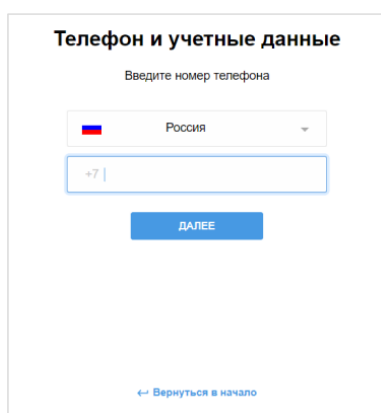 Телефон и учетные данные
Введите номер телефона
Россия
+7
ДАЛЕЕ
Вернуться в начало